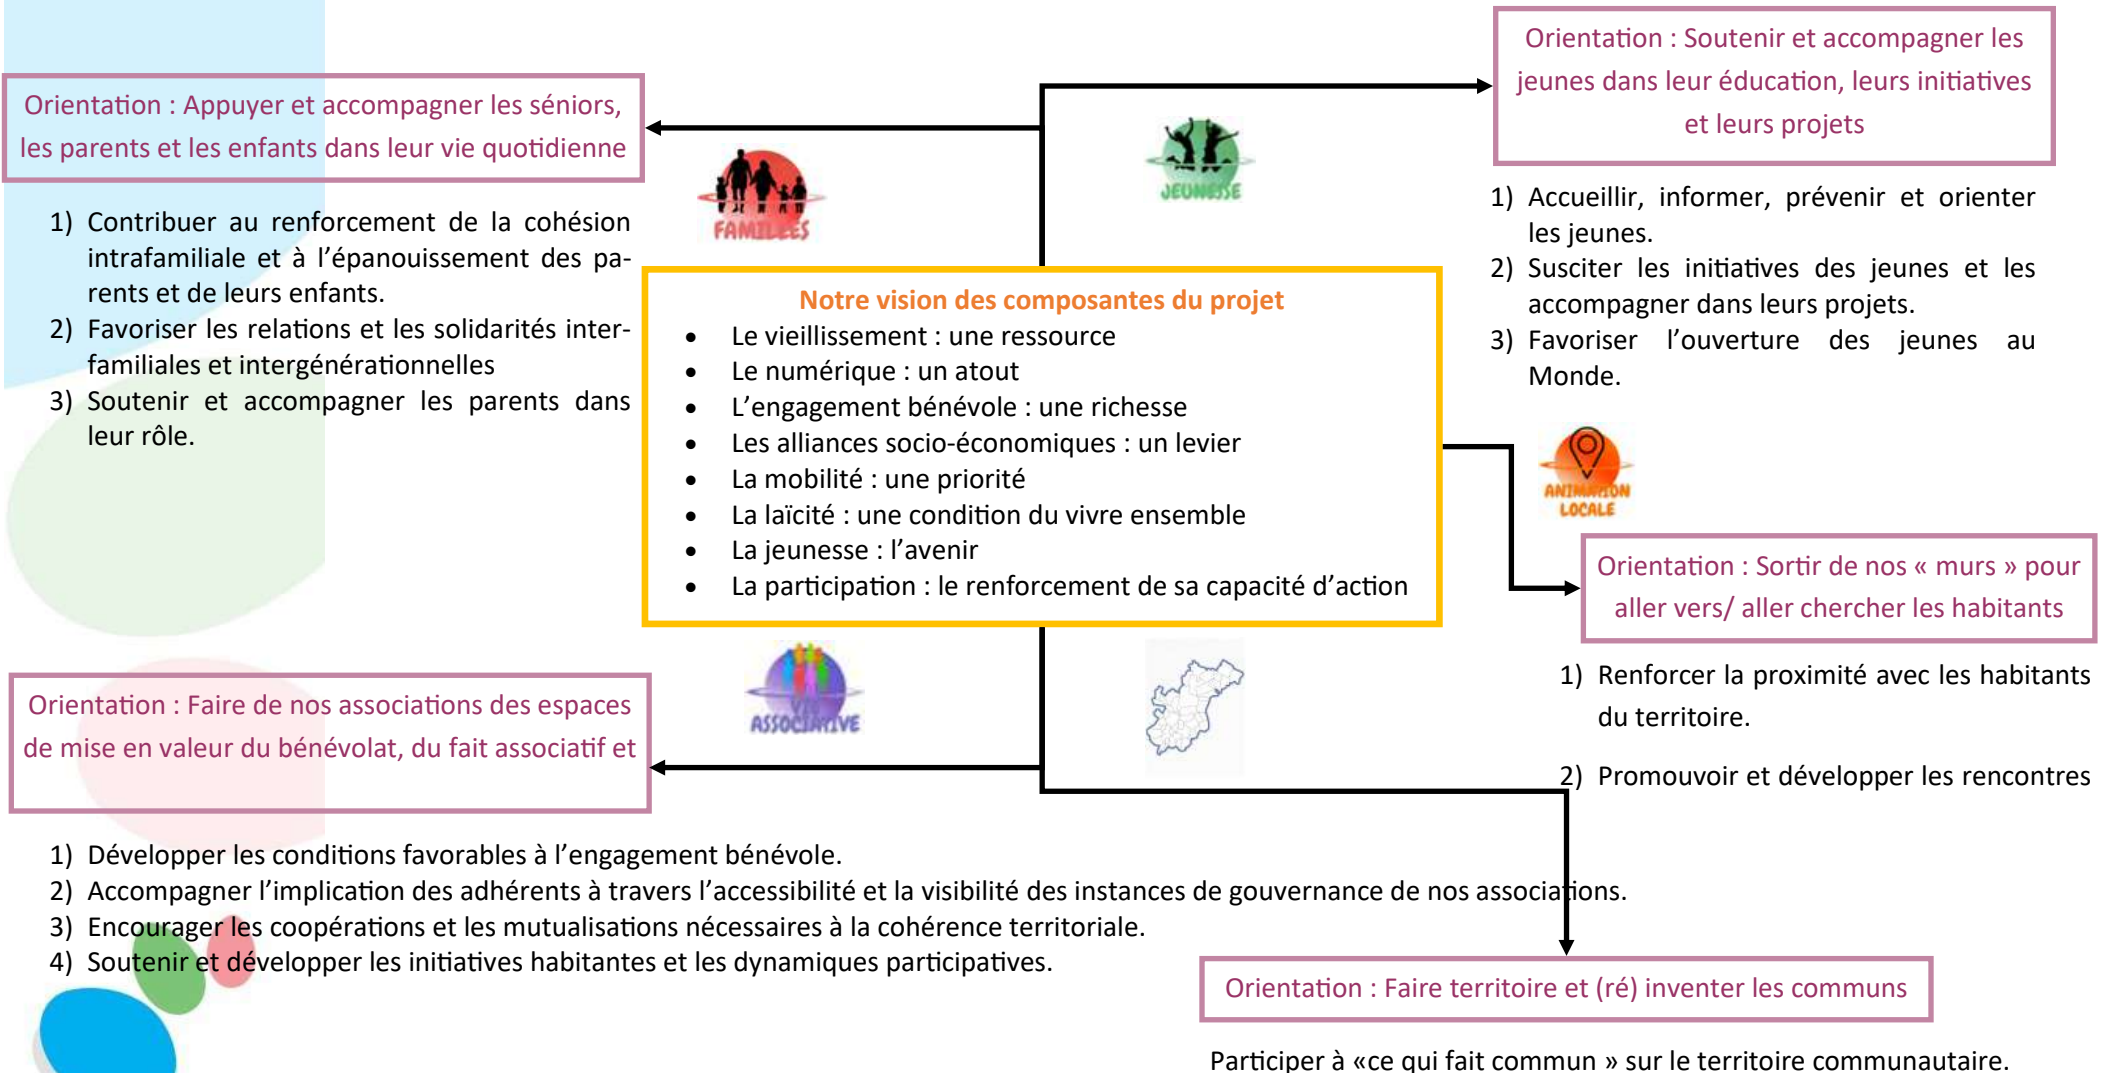 Orientation : Appuyer et accompagner les séniors,
les parents et les enfants dans leur vie quotidienne
1) Contribuer au renforcement de la cohésion
intrafamiliale et à l’épanouissement des pa-
rents et de leurs enfants.
2) Favoriser les relations et les solidarités inter-
familiales et intergénérationnelles
3) Soutenir et accompagner les parents dans
leur rôle.
FAMILLES
JEUNESSE
Orientation : Soutenir et accompagner les
jeunes dans leur éducation, leurs initiatives
et leurs projets
1) Accueillir, informer, prévenir et orienter
les jeunes.
2) Susciter les initiatives des jeunes et les
accompagner dans leurs projets.
3) Favoriser l’ouverture des jeunes au
Monde.
Notre vision des composantes du projet
• Le vieillissement : une ressource
• Le numérique : un atout
• L’engagement bénévole : une richesse
• Les alliances socio-économiques : un levier
• La mobilité : une priorité
• La laïcité : une condition du vivre ensemble
• La jeunesse : l’avenir
• La participation : le renforcement de sa capacité d’action
ANIMATION
LOCALE
Orientation : Sortir de nos « murs » pour
aller vers/ aller chercher les habitants
1) Renforcer la proximité avec les habitants
du territoire.
2) Promouvoir et développer les rencontres
VIE
ASSOCIATIVE
Orientation : Faire de nos associations des espaces
de mise en valeur du bénévolat, du fait associatif et
1) Développer les conditions favorables à l’engagement bénévole.
2) Accompagner l’implication des adhérents à travers l’accessibilité et la visibilité des instances de gouvernance de nos associations.
3) Encourager les coopérations et les mutualisations nécessaires à la cohérence territoriale.
4) Soutenir et développer les initiatives habitantes et les dynamiques participatives.
Orientation : Faire territoire et (ré) inventer les communs
Participer à «ce qui fait commun » sur le territoire communautaire.